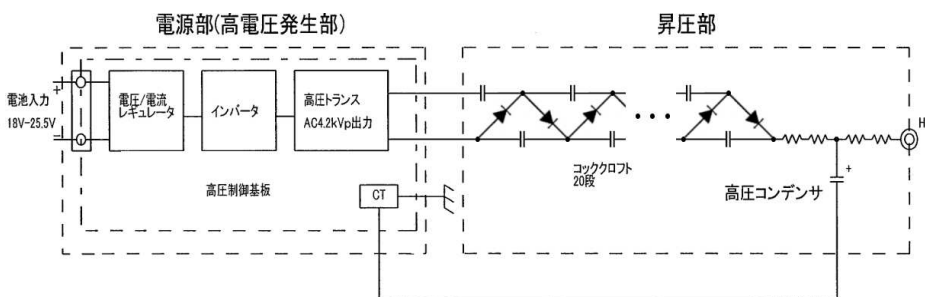 電源部(高電圧発生部)
昇圧部
電池入力
18V-25.5V
+
−
電圧/電流
レギュレータ
インバータ
高圧トランス
AC4.2kVp出力
高圧制御基板
CT
コッククロフト
20段
高圧コンデンサ
+
H